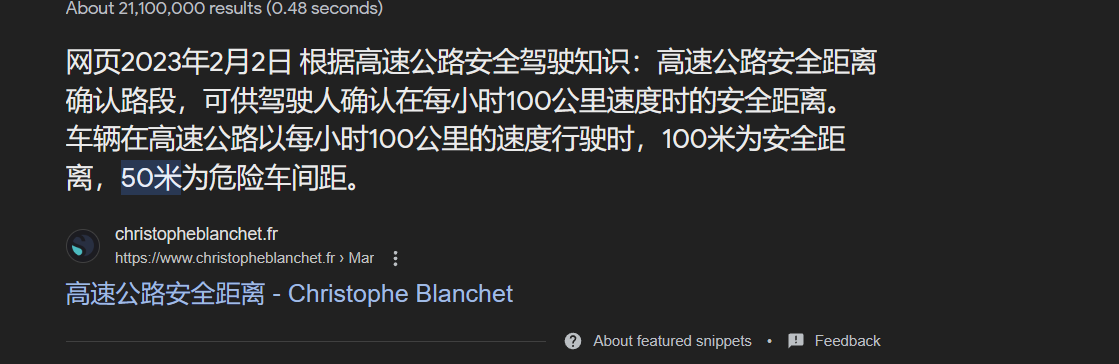 About 21,100,000 results (0.48 seconds)
网页2023年2月2日 根据高速公路安全驾驶知识：高速公路安全距离
确认路段，可供驾驶人确认在每小时100公里速度时的安全距离。
车辆在高速公路以每小时100公里的速度行驶时，100米为安全距
离，50米为危险车间距。
christopheblanchet.fr
https://www.christopheblanchet.fr › Mar
高速公路安全距离 - Christophe Blanchet
About featured snippets • Feedback